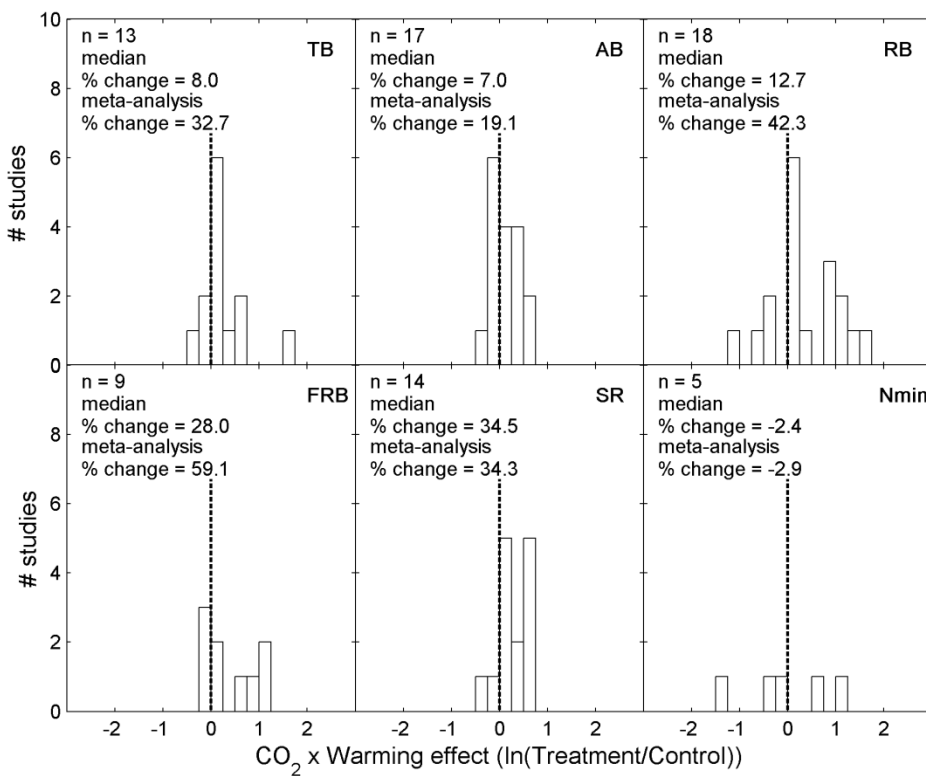 n = 13
median
% change = 8.0
meta-analysis
% change = 32.7
TB
n = 17
median
% change = 7.0
meta-analysis
% change = 19.1
AB
n = 18
median
% change = 12.7
meta-analysis
% change = 42.3
RB
10
8
6
4
2
0
# studies
n = 9
median
% change = 28.0
meta-analysis
% change = 59.1
FRB
n = 14
median
% change = 34.5
meta-analysis
% change = 34.3
SR
n = 5
median
% change = -2.4
meta-analysis
% change = -2.9
Nmin
0
8
6
4
2
0
# studies
-2 -1 0 1 2
-2 -1 0 1 2
-2 -1 0 1 2
CO2 x Warming effect (ln(Treatment/Control))